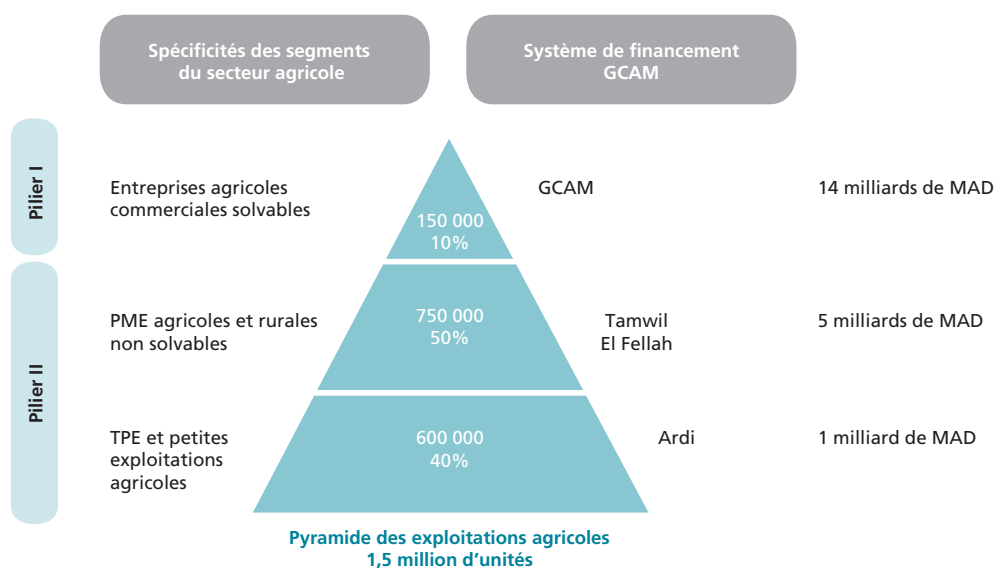 Spécificités des segments
du secteur agricole
Système de financement
GCAM
Pilier I
Entreprises agricoles
commerciales solvables
150 000
10%
GCAM
14 milliards de MAD
Pilier II
PME agricoles et rurales
non solvables
750 000
50%
Tamwil
El Fellah
5 milliards de MAD
TPE et petites
exploitations
agricoles
600 000
40%
Ardi
1 milliard de MAD
Pyramide des exploitations agricoles
1,5 million d’unités